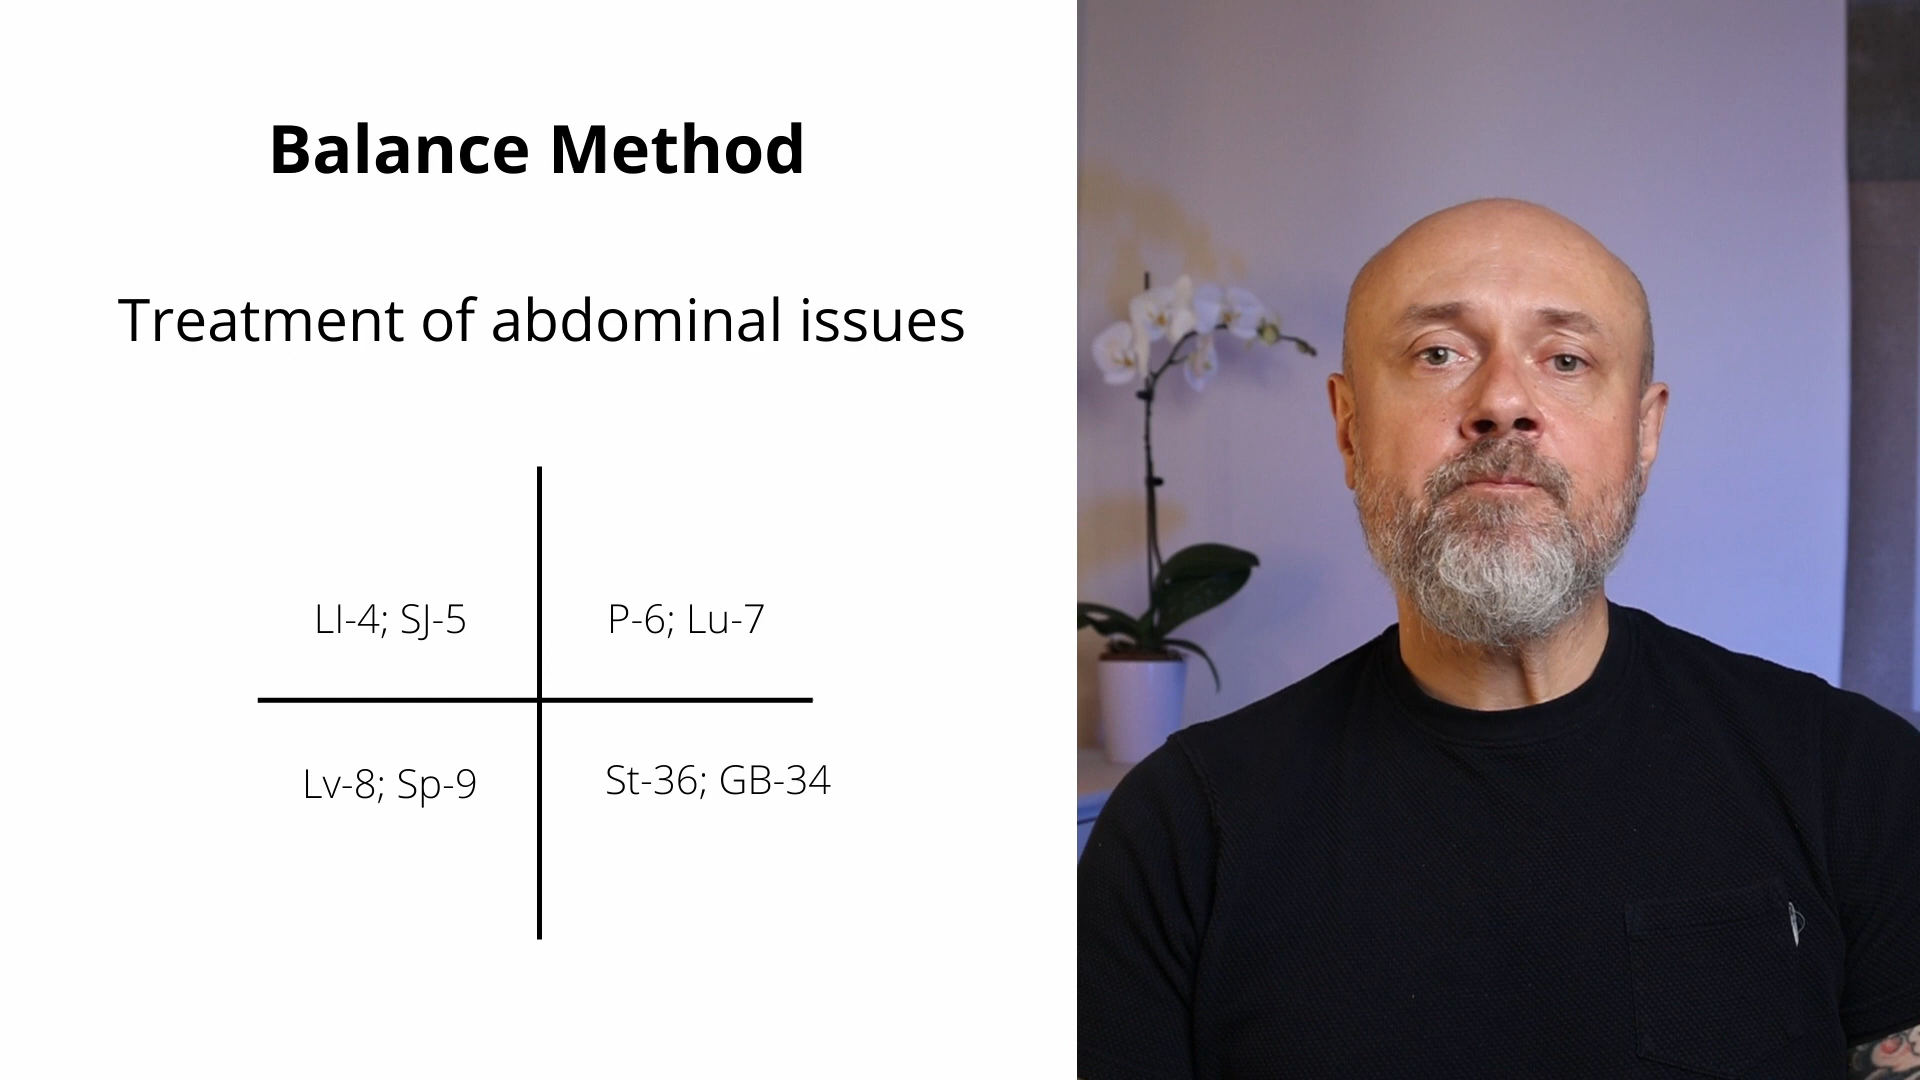 Balance Method
Treatment of abdominal issues
LI-4; SJ-5
P-6; Lu-7
Lv-8; Sp-9
St-36; GB-34